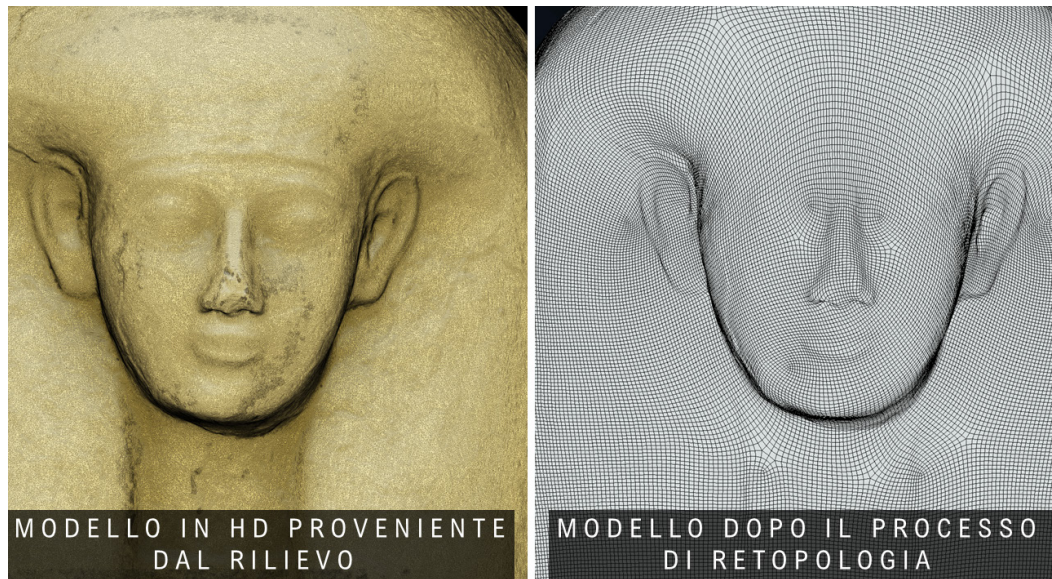 MODELLO IN HD PROVENIENTE
DAL RILIEVO
MODELLO DOPO IL PROCESSO
DI RETOPOLOGIA